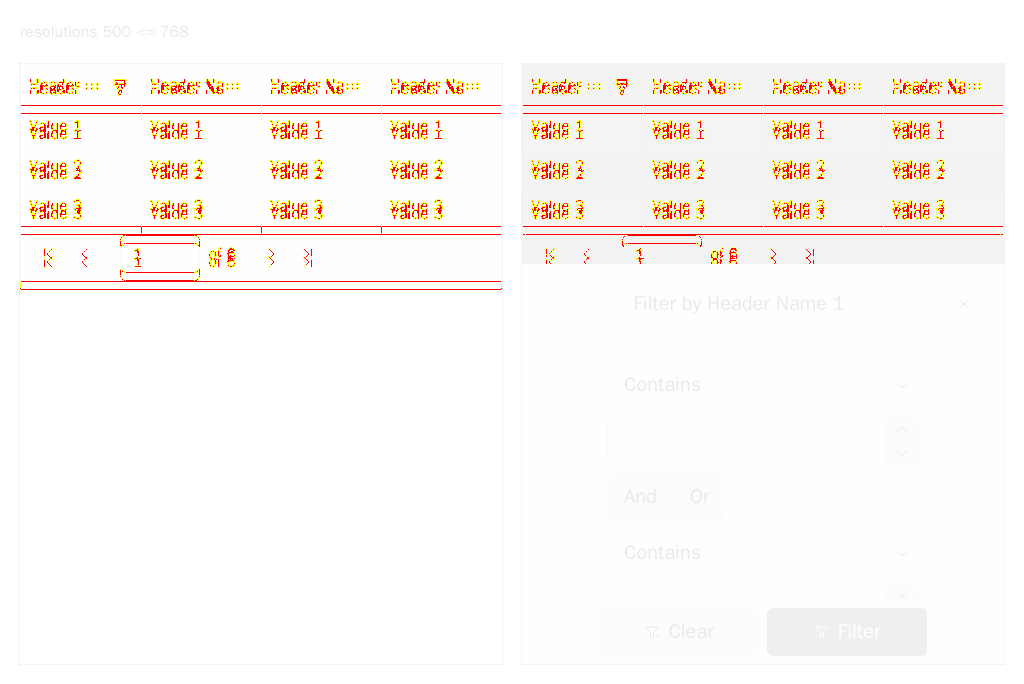 resolutions 500 <= 768
Header ... Header Na... Header Na... Header Na...
Value 1 Value 1 Value 1 Value 1
Value 2 Value 2 Value 2 Value 2
Value 3 Value 3 Value 3 Value 3
1 of
Header ... Header Na... Header Na... Header Na...
Value 1 Value 1 Value 1 Value 1
Value 2 Value 2 Value 2 Value 2
Value 3 Value 3 Value 3 Value 3
1 of
Filter by Header Name 1
Contains
And Or
Contains
Clear Filter